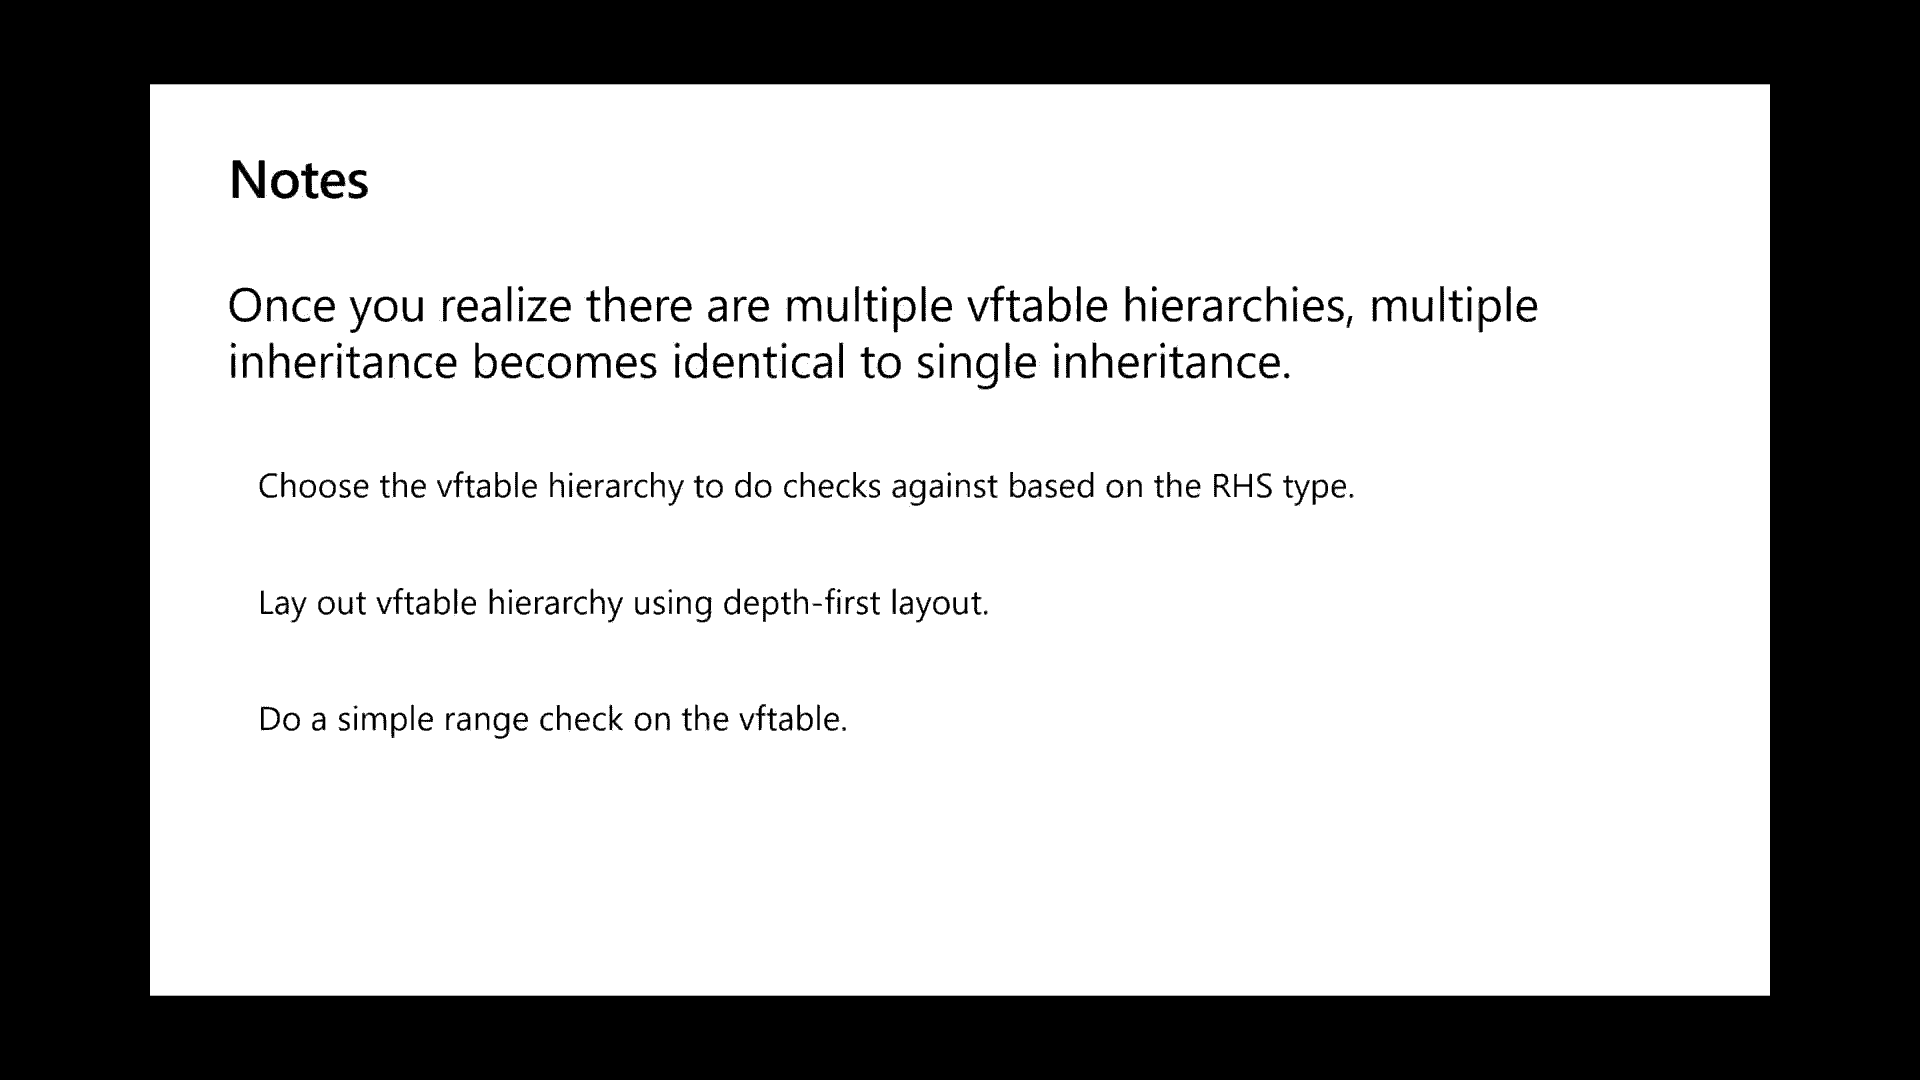 Notes
Once you realize there are multiple vftable hierarchies, multiple
inheritance becomes identical to single inheritance.
Choose the vftable hierarchy to do checks against based on the RHS type.
Lay out vftable hierarchy using depth-first layout.
Do a simple range check on the vftable.